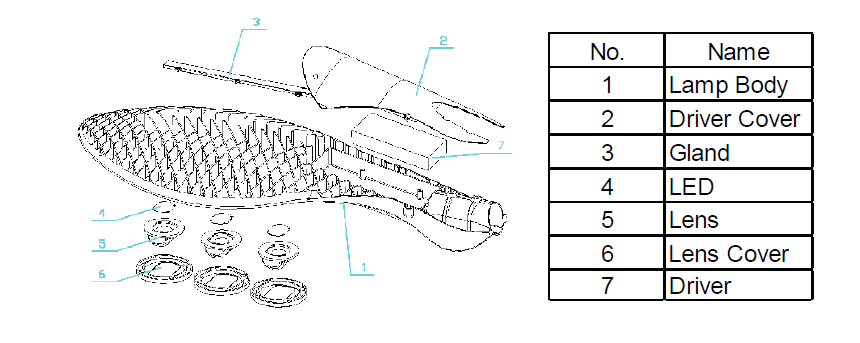 3
2
7
4
5
6
1
No. Name
1 Lamp Body
2 Driver Cover
3 Gland
4 LED
5 Lens
6 Lens Cover
7 Driver